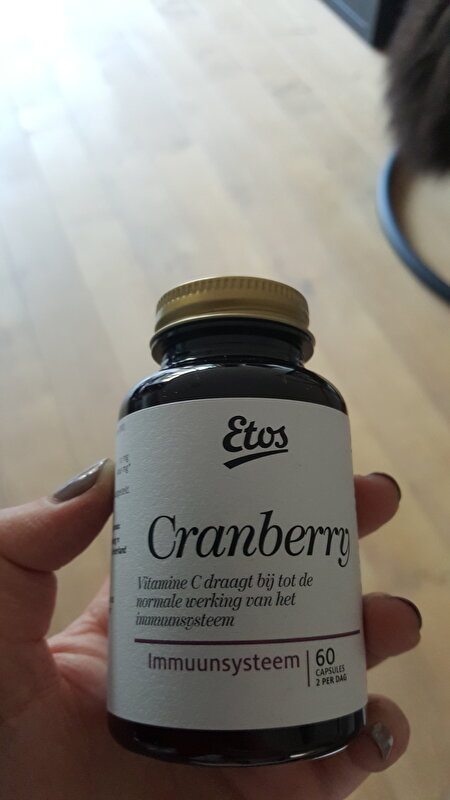 Etos
Cranberry
Vitamine C draagt bij tot de
normale werking van het
immuunsysteem
Immuunsysteem
60
CAPSULES
2 PER DAG